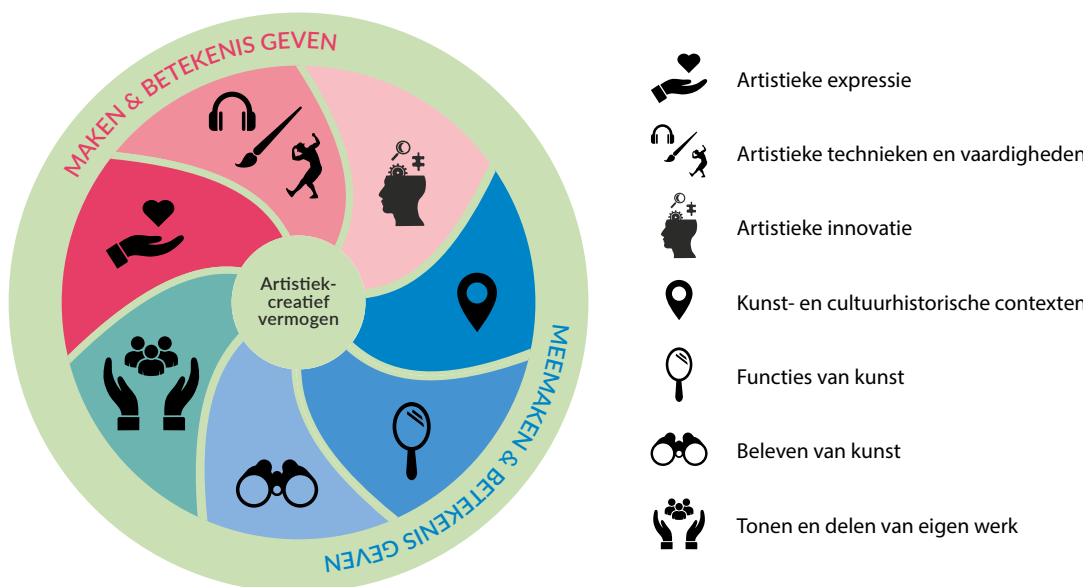 MAKEN & BETEKENIS GEVEN
Artistiek-
creatief
vermogen
MEEMAKEN & BETEKENIS GEVEN
Artistieke expressie
Artistieke technieken en vaardigheden
Artistieke innovatie
Kunst- en cultuurhistorische contexten
Functies van kunst
Beleven van kunst
Tonen en delen van eigen werk